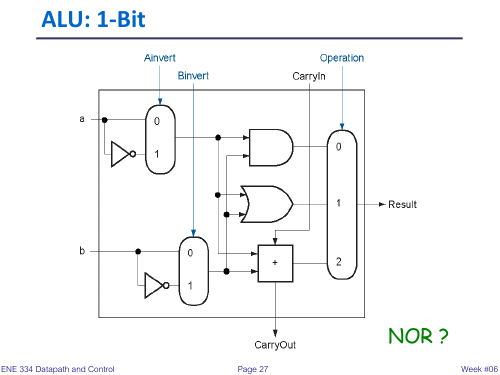 ALU: 1-Bit
Ainvert
Operation
Binvert
CarryIn
a
0
1
0
1
Result
b
0
1
+
2
CarryOut
NOR ?
ENE 334 Datapath and Control
Page 27
Week #06